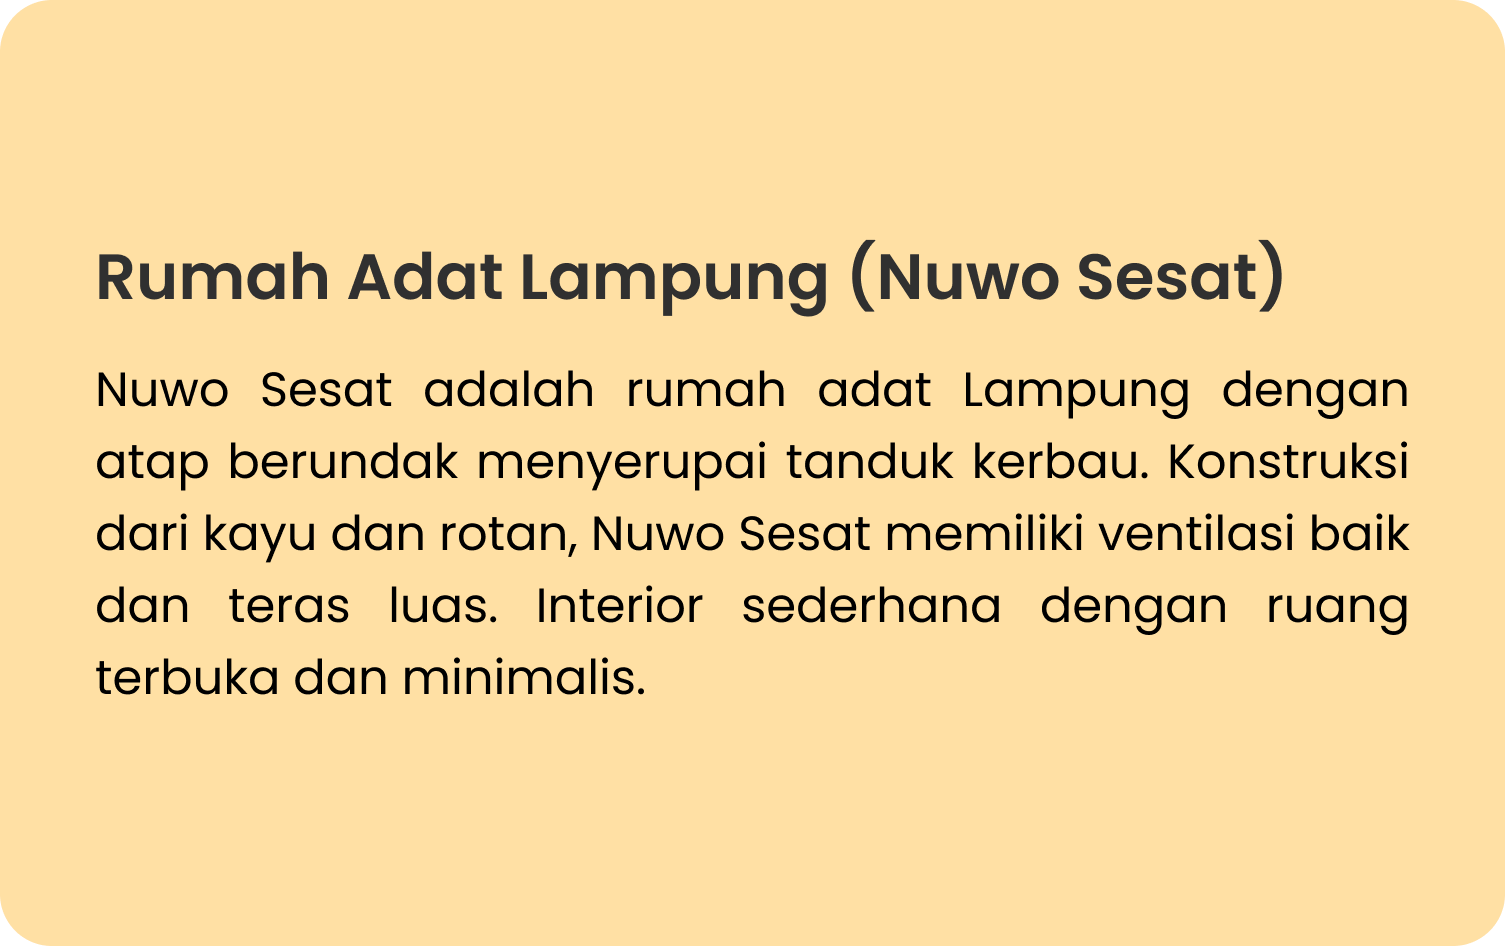 Rumah Adat Lampung (Nuwo Sesat)
Nuwo Sesat adalah rumah adat Lampung dengan
atap berundak menyerupai tanduk kerbau. Konstruksi
dari kayu dan rotan, Nuwo Sesat memiliki ventilasi baik
dan teras luas. Interior sederhana dengan ruang
terbuka dan minimalis.